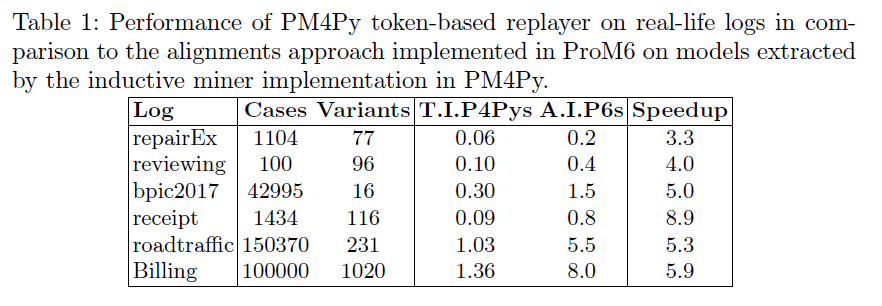 Table 1: Performance of PM4Py token-based replayer on real-life logs in com-
parison to the alignments approach implemented in ProM6 on models extracted
by the inductive miner implementation in PM4Py.
Log Cases Variants T.I.P4Pys A.I.P6s Speedup
repairEx 1104 77 0.06 0.2 3.3
reviewing 100 96 0.10 0.4 4.0
bpic2017 42995 16 0.30 1.5 5.0
receipt 1434 116 0.09 0.8 8.9
roadtraffic 150370 231 1.03 5.5 5.3
Billing 100000 1020 1.36 8.0 5.9